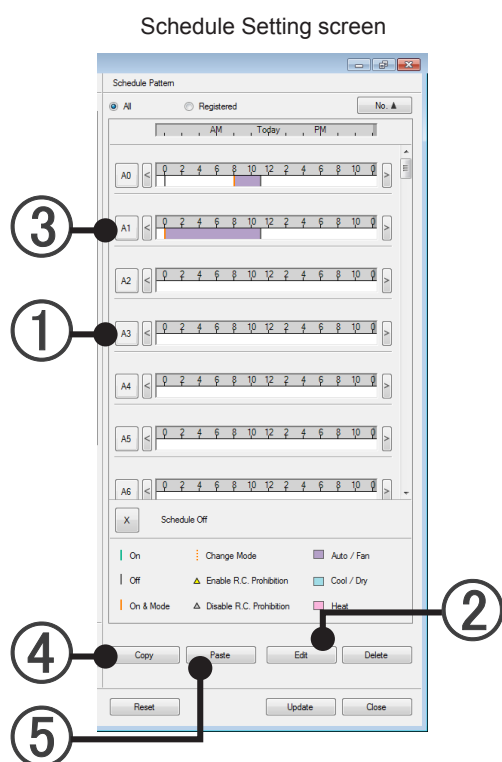 Schedule Setting screen
Schedule Pattern
All Registered No. ▲
AM Today PM
A0 < 0 2 4 6 8 10 12 2 4 6 8 10 0 >
③ A1 < 0 2 4 6 8 10 12 2 4 6 8 10 0 >
A2 < 0 2 4 6 8 10 12 2 4 6 8 10 0 >
① A3 < 0 2 4 6 8 10 12 2 4 6 8 10 0 >
A4 < 0 2 4 6 8 10 12 2 4 6 8 10 0 >
A5 < 0 2 4 6 8 10 12 2 4 6 8 10 0 >
A6 < 0 2 4 6 8 10 12 2 4 6 8 10 0 >
X Schedule Off
On Change Mode Auto / Fan
Off Enable R.C. Prohibition Cool / Dry
On & Mode Disable R.C. Prohibition Heat
②
④ Copy Paste Edit Delete
⑤ Reset Update Close